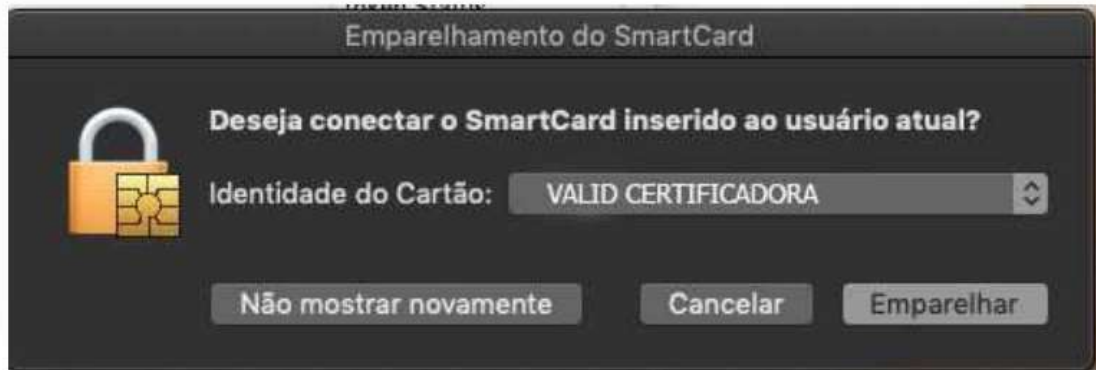 Emparelhamento do SmartCard
Deseja conectar o SmartCard inserido ao usuário atual?
Identidade do Cartão: VALID CERTIFICADORA
Não mostrar novamente Cancelar Emparelhar